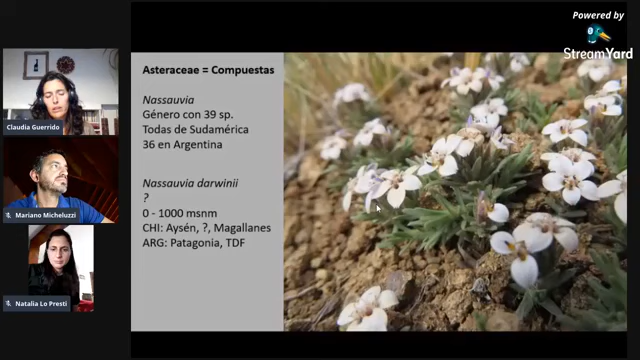 Powered by
StreamYard
Asteraceae = Compuestas
Nassauvia
Género con 39 sp.
Todas de Sudamérica
36 en Argentina
Nassauvia darwinii
?
0 - 1000 msnm
CHI: Aysén, ?, Magallanes
ARG: Patagonia, TDF
Claudia Guerrido
Mariano Micheluzzi
Natalia Lo Presti